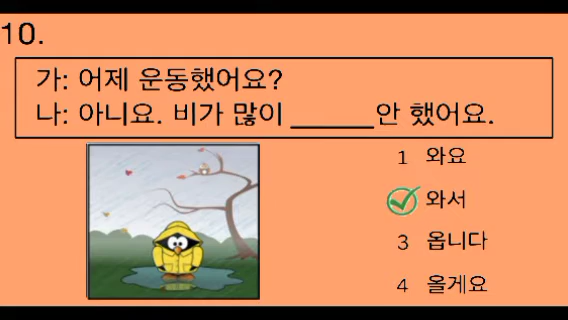 10.
가: 어제 운동했어요?
나: 아니요. 비가 많이 ______안 했어요.
1 와요
와서
3 옵니다
4 올게요